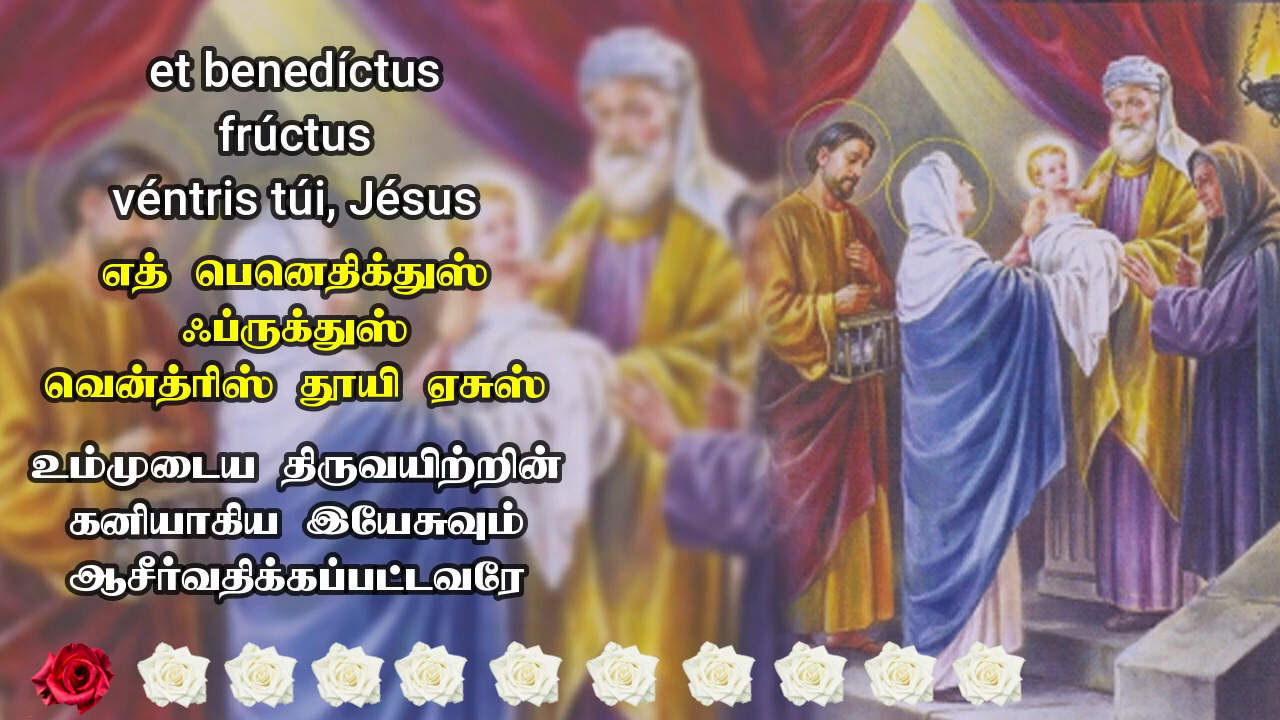 et benedíctus
frúctus
véntris túi, Jésus
எத் பெனெதிக்துஸ்
ஃப்ருக்துஸ்
வென்த்ரிஸ் தூயி ஏசுஸ்
உம்முடைய திருவயிற்றின்
கனியாகிய இயேசுவும்
ஆசீர்வதிக்கப்பட்டவரே